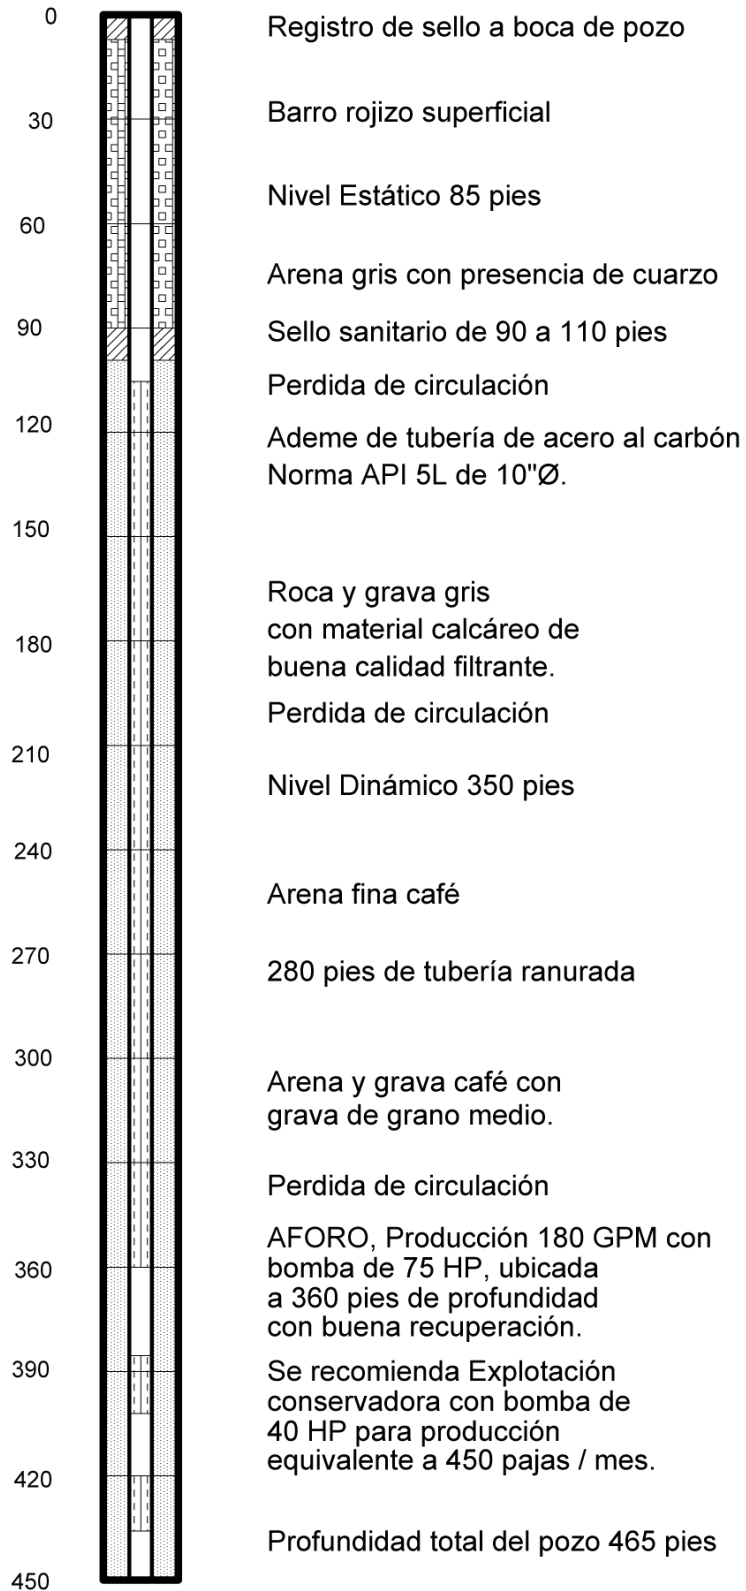 0
Registro de sello a boca de pozo
30
Barro rojizo superficial
Nivel Estático 85 pies
60
Arena gris con presencia de cuarzo
90
Sello sanitario de 90 a 110 pies
Perdida de circulación
120
Ademe de tubería de acero al carbón
Norma API 5L de 10"Ø.
150
Roca y grava gris
con material calcáreo de
180
buena calidad filtrante.
Perdida de circulación
210
Nivel Dinámico 350 pies
240
Arena fina café
270
280 pies de tubería ranurada
300
Arena y grava café con
grava de grano medio.
330
Perdida de circulación
AFORO, Producción 180 GPM con
bomba de 75 HP, ubicada
360
a 360 pies de profundidad
con buena recuperación.
390
Se recomienda Explotación
conservadora con bomba de
40 HP para producción
equivalente a 450 pajas / mes.
420
Profundidad total del pozo 465 pies
450